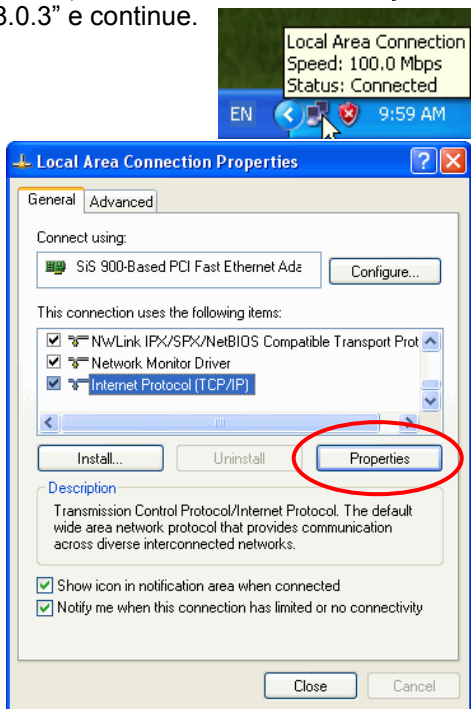 3.0.3” e continue.
Local Area Connection
Speed: 100.0 Mbps
Status: Connected
EN
9:59 AM
Local Area Connection Properties
General
Advanced
Connect using:
SiS 900-Based PCI Fast Ethernet Ada
Configure...
This connection uses the following items:
NWLink IPX/SPX/NetBIOS Compatible Transport Prot
Network Monitor Driver
Internet Protocol (TCP/IP)
Install...
Uninstall
Properties
Description
Transmission Control Protocol/Internet Protocol. The default
wide area network protocol that provides communication
across diverse interconnected networks.
Show icon in notification area when connected
Notify me when this connection has limited or no connectivity
Close
Cancel